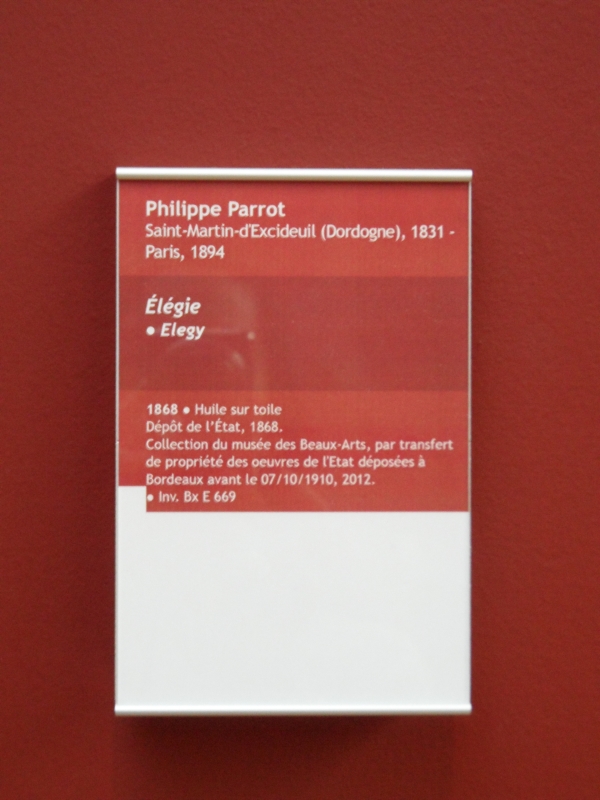 Philippe Parrot
Saint-Martin-d'Excideuil (Dordogne), 1831 -
Paris, 1894
Élégie
● Elegy
1868 ● Huile sur toile
Dépôt de l'État, 1868.
Collection du musée des Beaux-Arts, par transfert
de propriété des oeuvres de l'Etat déposées à
Bordeaux avant le 07/10/1910, 2012.
● Inv. Bx E 669